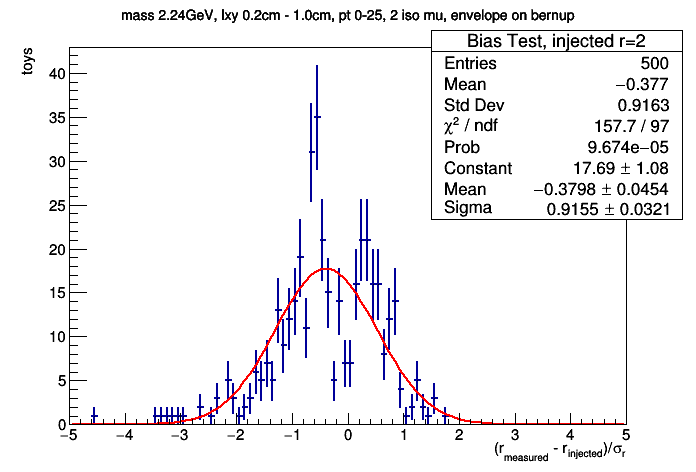 mass 2.24GeV, lxy 0.2cm - 1.0cm, pt 0-25, 2 iso mu, envelope on bernup
Bias Test, injected r=2
Entries 500
Mean −0.377
Std Dev 0.9163
χ² / ndf 157.7 / 97
Prob 9.674e−05
Constant 17.69 ± 1.08
Mean −0.3798 ± 0.0454
Sigma 0.9155 ± 0.0321
toys
40
35
30
25
20
15
10
5
0
−5 −4 −3 −2 −1 0 1 2 3 4 5
(r_measured - r_injected)/σ_r